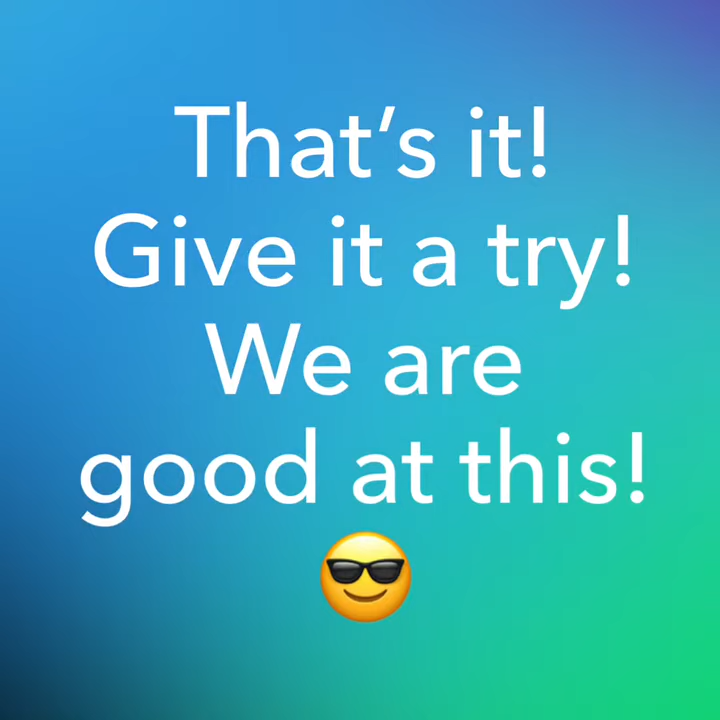 That’s it!
Give it a try!
We are
good at this!
😎